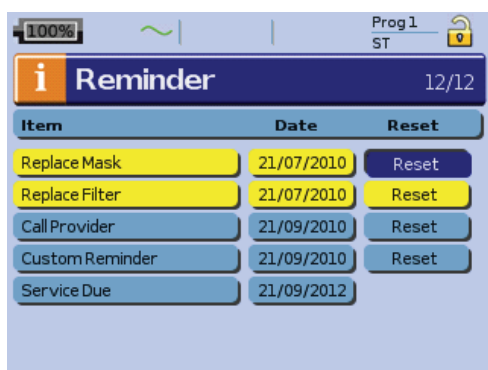 100%
Prog 1
ST
i Reminder 12/12
Item Date Reset
Replace Mask 21/07/2010 Reset
Replace Filter 21/07/2010 Reset
Call Provider 21/09/2010 Reset
Custom Reminder 21/09/2010 Reset
Service Due 21/09/2012